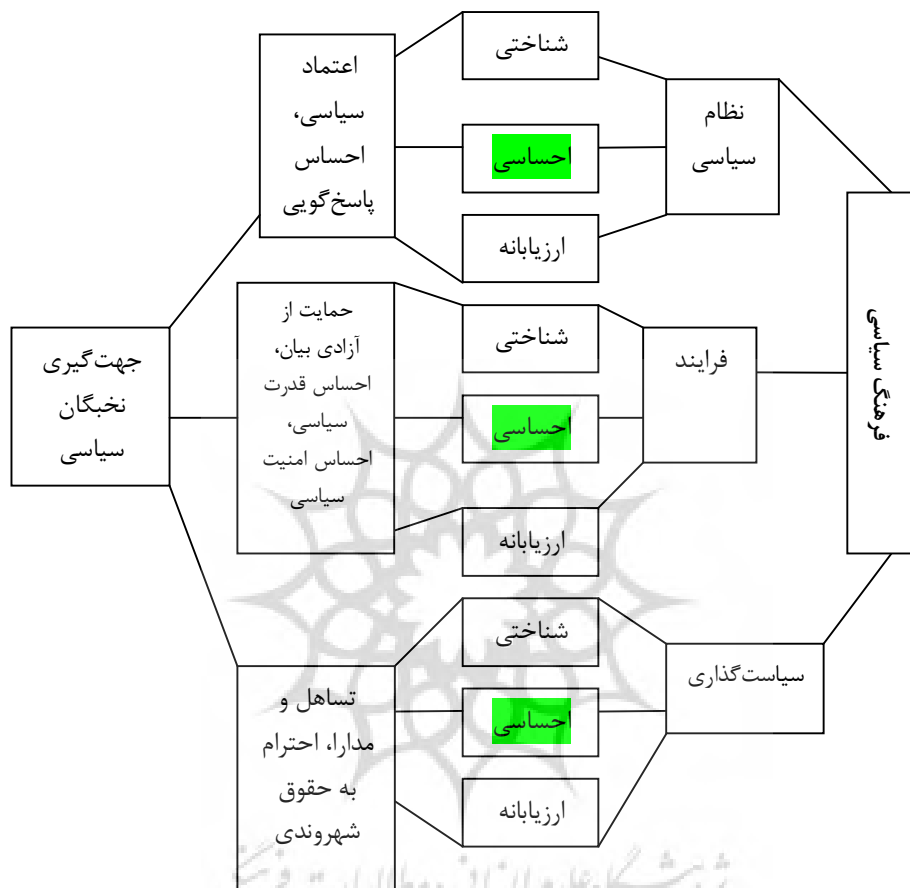 فرهنگ سیاسی
نظام
سیاسی
شناختی
احساسی
ارزیابانه
اعتماد
سیاسی،
احساس
پاسخ‌گویی
فرایند
شناختی
احساسی
ارزیابانه
حمایت از
آزادی بیان،
احساس قدرت
سیاسی،
احساس امنیت
سیاسی
سیاست‌گذاری
شناختی
احساسی
ارزیابانه
تساهل و
مدارا، احترام
به حقوق
شهروندی
جهت‌گیری
نخبگان
سیاسی